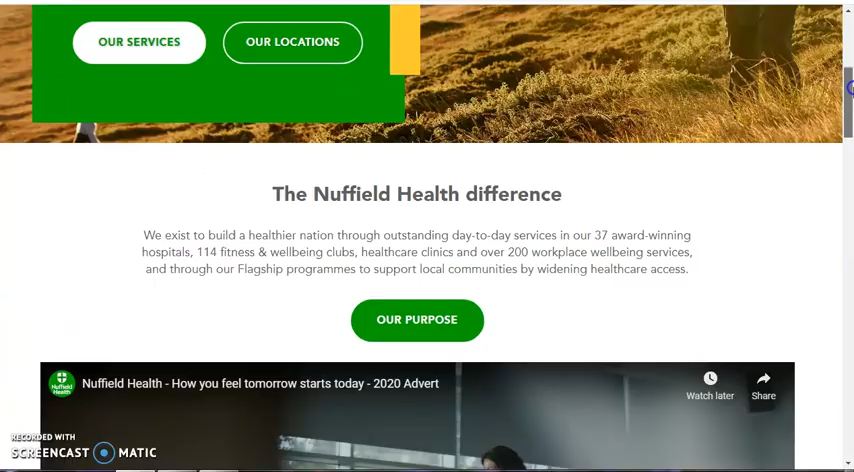 OUR SERVICES
OUR LOCATIONS
The Nuffield Health difference
We exist to build a healthier nation through outstanding day-to-day services in our 37 award-winning
hospitals, 114 fitness & wellbeing clubs, healthcare clinics and over 200 workplace wellbeing services,
and through our Flagship programmes to support local communities by widening healthcare access.
OUR PURPOSE
Nuffield Health
Nuffield Health - How you feel tomorrow starts today - 2020 Advert
Watch later
Share
RECORDED WITH
SCREENCAST MATIC